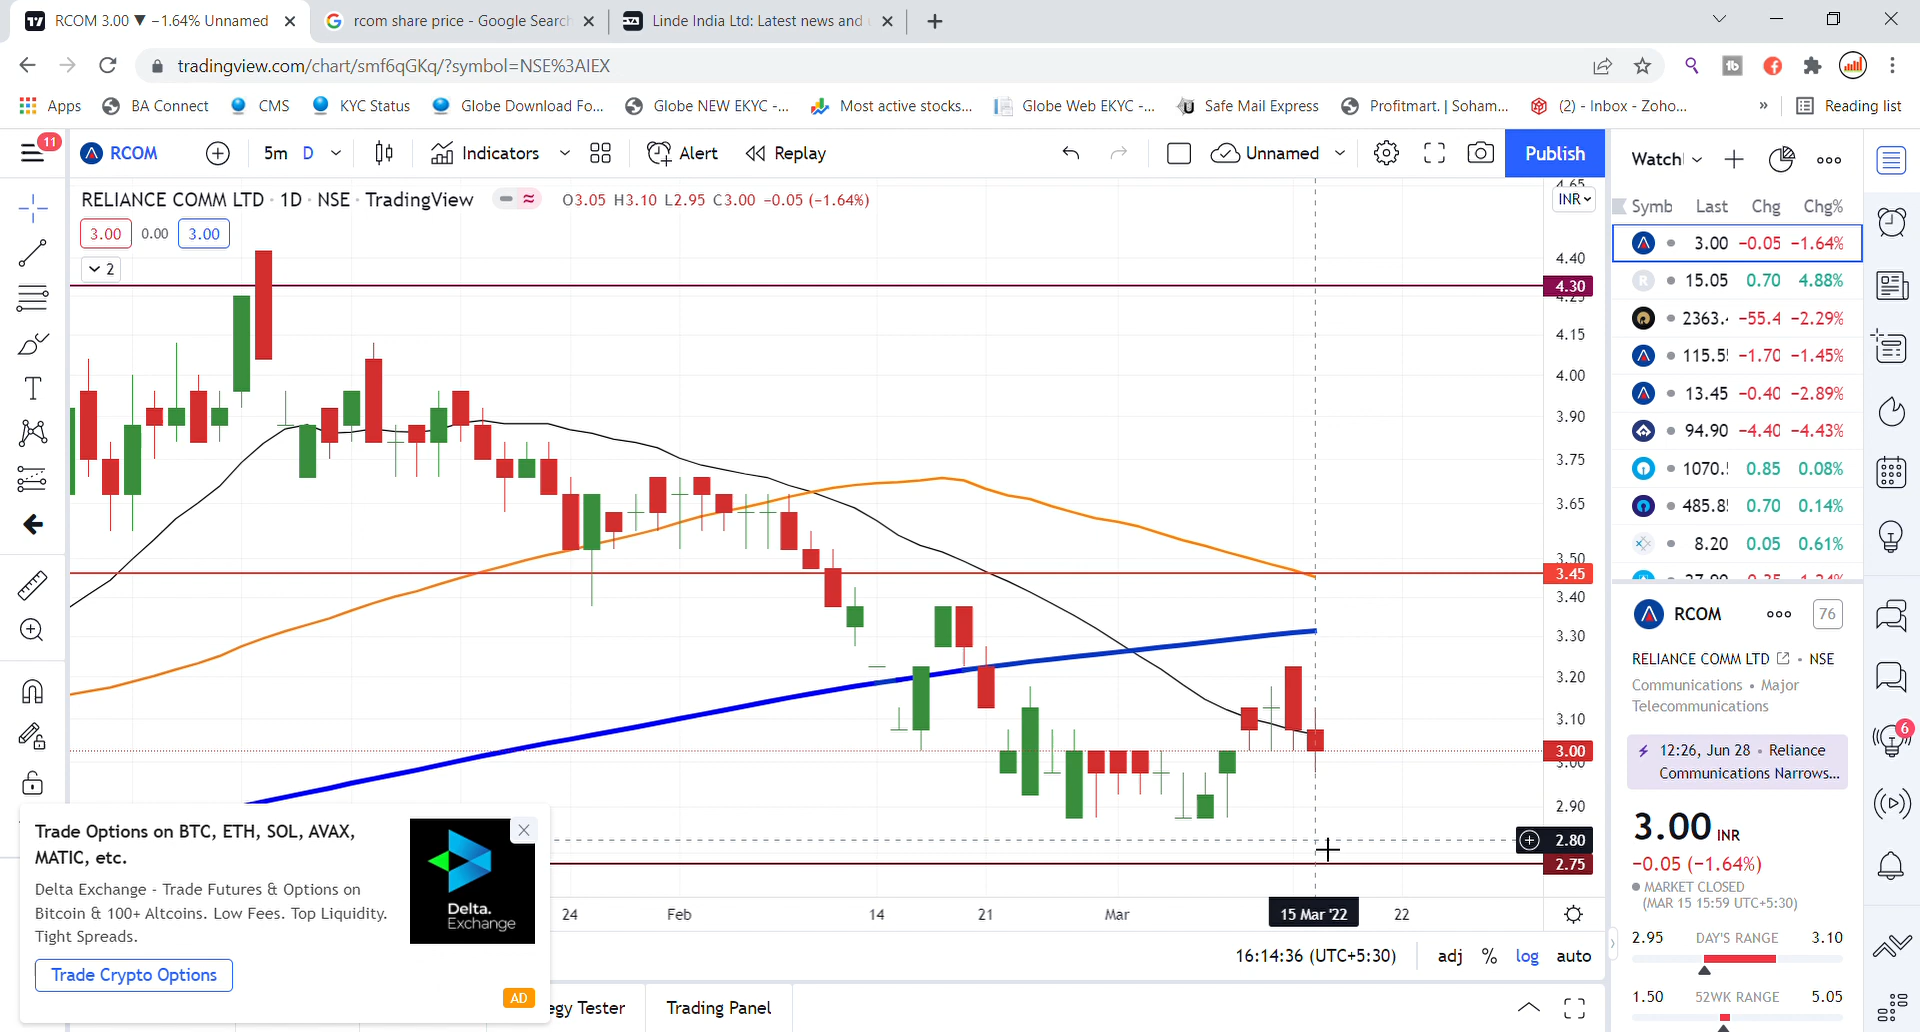 RCOM 3.00 ▼ −1.64% Unnamed
rcom share price - Google Search
Linde India Ltd: Latest news and
tradingview.com/chart/smf6qGKq/?symbol=NSE%3AIEX
Apps
BA Connect
CMS
KYC Status
Globe Download Fo...
Globe NEW EKYC -...
Most active stocks...
Globe Web EKYC -...
Safe Mail Express
Profitmart. | Soham...
(2) - Inbox - Zoho...
»
Reading list
11
RCOM
5m D
Indicators
Alert
Replay
Unnamed
Publish
RELIANCE COMM LTD · 1D · NSE · TradingView
O3.05 H3.10 L2.95 C3.00 −0.05 (−1.64%)
3.00 0.00 3.00
2
INR
4.65
4.40
4.30
4.25
4.15
4.00
3.90
3.75
3.65
3.50
3.45
3.40
3.30
3.20
3.10
3.00
3.00
2.90
2.80
2.75
24 Feb 14 21 Mar 15 Mar '22 22
16:14:36 (UTC+5:30) adj % log auto
egy Tester
Trading Panel
Trade Options on BTC, ETH, SOL, AVAX,
MATIC, etc.
Delta Exchange - Trade Futures & Options on
Bitcoin & 100+ Altcoins. Low Fees. Top Liquidity.
Tight Spreads.
Trade Crypto Options
Delta.
Exchange
AD
Watch
Symb Last Chg Chg%
3.00 −0.05 −1.64%
R 15.05 0.70 4.88%
2363. −55.4 −2.29%
115.5 −1.70 −1.45%
13.45 −0.40 −2.89%
94.90 −4.40 −4.43%
1070. 0.85 0.08%
485.8 0.70 0.14%
8.20 0.05 0.61%
RCOM
76
RELIANCE COMM LTD • NSE
Communications • Major
Telecommunications
12:26, Jun 28 • Reliance
Communications Narrows...
3.00 INR
−0.05 (−1.64%)
MARKET CLOSED
(MAR 15 15:59 UTC+5:30)
2.95 DAY'S RANGE 3.10
1.50 52WK RANGE 5.05
6